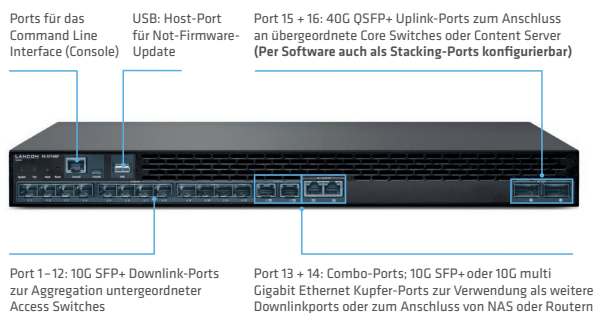 Ports für das
Command Line
Interface (Console)
USB: Host-Port
für Not-Firmware-
Update
Port 15 + 16: 40G QSFP+ Uplink-Ports zum Anschluss
an übergeordnete Core Switches oder Content Server
(Per Software auch als Stacking-Ports konfigurierbar)
LANCOM
Port 1–12: 10G SFP+ Downlink-Ports
zur Aggregation untergeordneter
Access Switches
Port 13 + 14: Combo-Ports; 10G SFP+ oder 10G multi
Gigabit Ethernet Kupfer-Ports zur Verwendung als weitere
Downlinkports oder zum Anschluss von NAS oder Routern